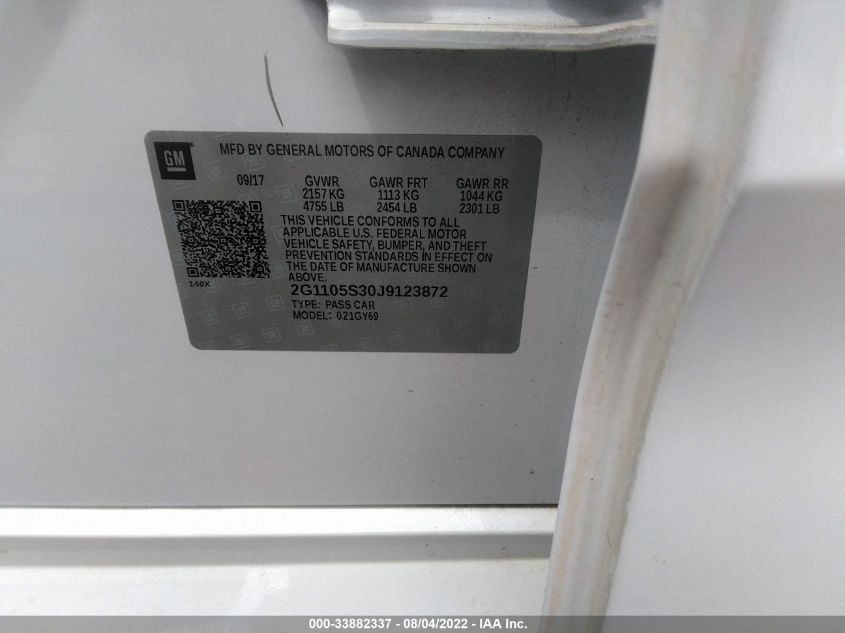 GM
MFD BY GENERAL MOTORS OF CANADA COMPANY
09/17 GVWR GAWR FRT GAWR RR
2157 KG 1113 KG 1044 KG
4755 LB 2454 LB 2301 LB
THIS VEHICLE CONFORMS TO ALL
APPLICABLE U.S. FEDERAL MOTOR
VEHICLE SAFETY, BUMPER, AND THEFT
PREVENTION STANDARDS IN EFFECT ON
THE DATE OF MANUFACTURE SHOWN
ABOVE.
140X
2G1105S30J9123872
TYPE: PASS CAR
MODEL: 021GY69
000-33882337 - 08/04/2022 - IAA Inc.